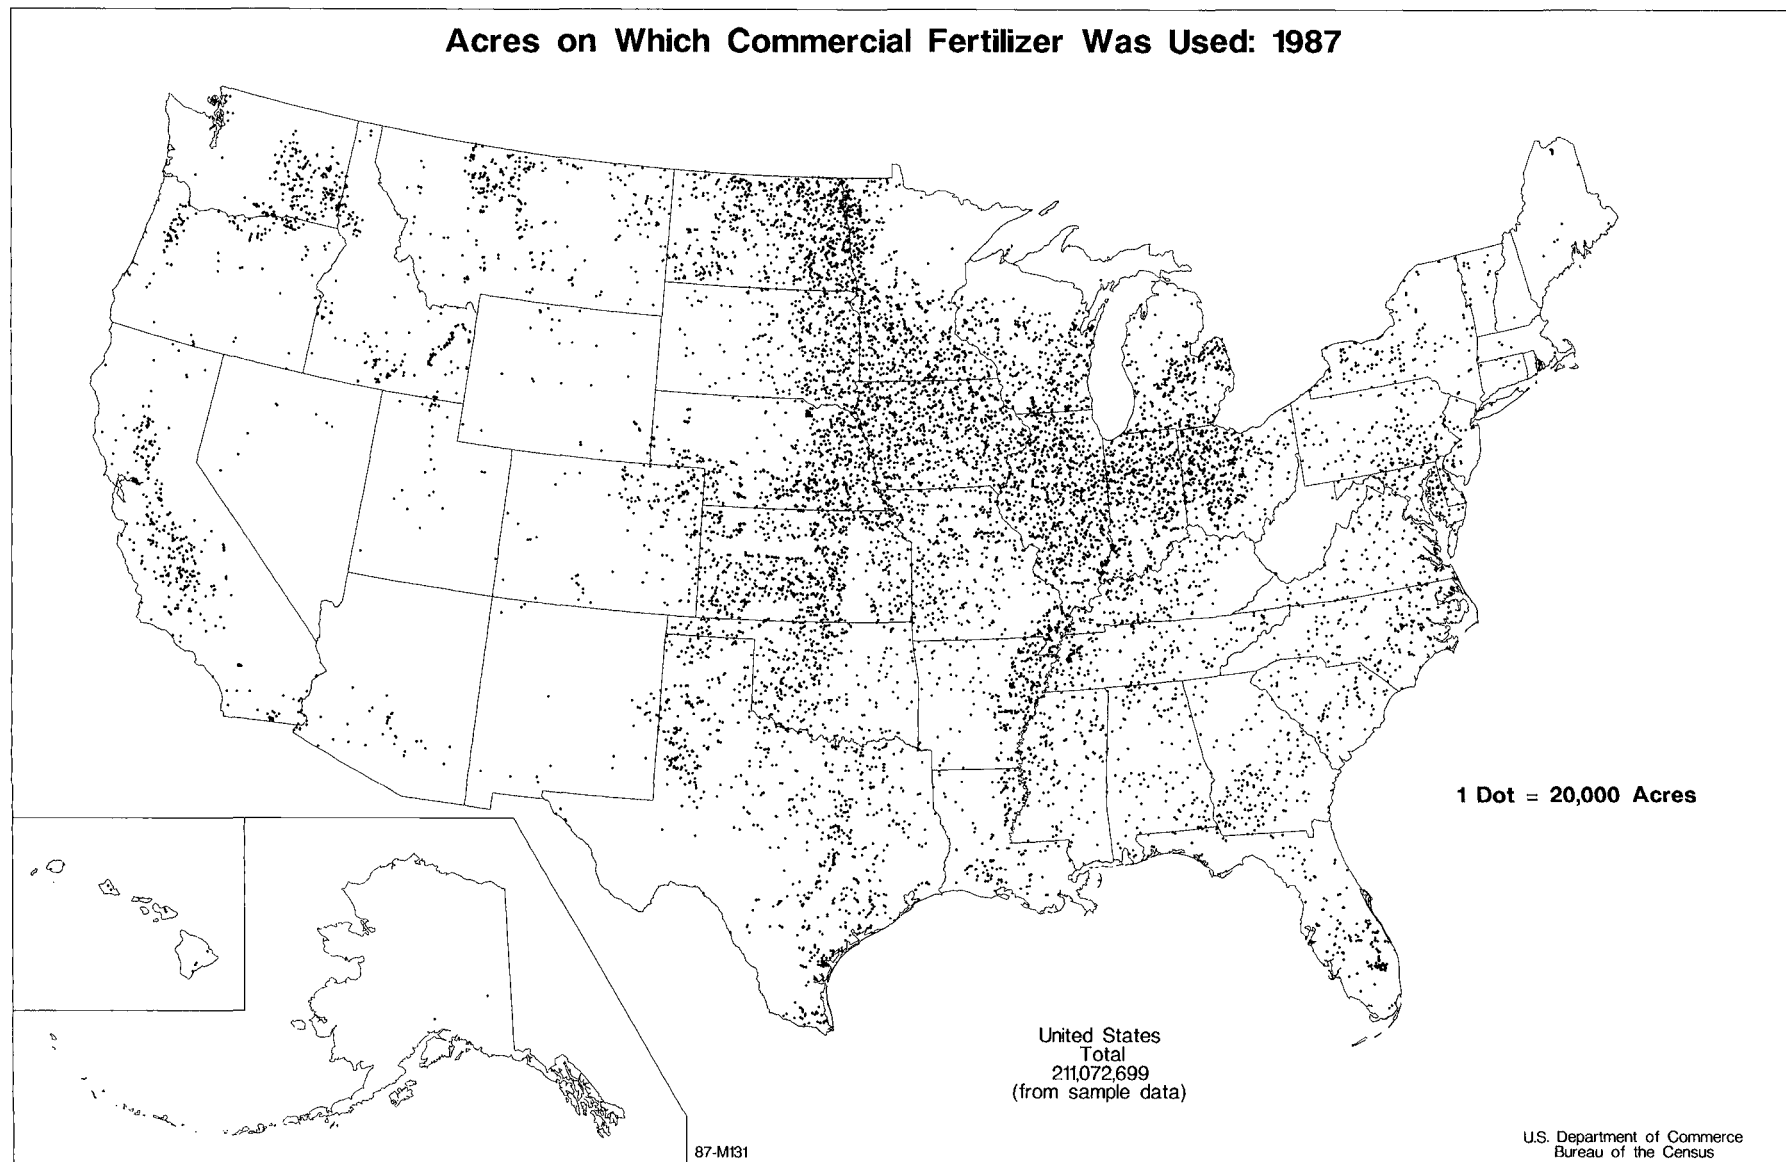 Acres on Which Commercial Fertilizer Was Used: 1987
1 Dot = 20,000 Acres
United States
Total
211,072,699
(from sample data)
87-M131
U.S. Department of Commerce
Bureau of the Census